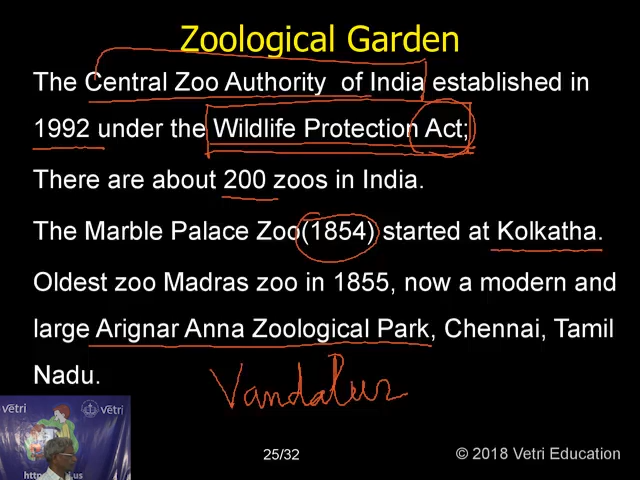 Zoological Garden
The Central Zoo Authority of India established in
1992 under the Wildlife Protection Act;
There are about 200 zoos in India.
The Marble Palace Zoo(1854) started at Kolkatha.
Oldest zoo Madras zoo in 1855, now a modern and
large Arignar Anna Zoological Park, Chennai, Tamil
Nadu.
Vandalur
vetri Vetri
25/32 © 2018 Vetri Education